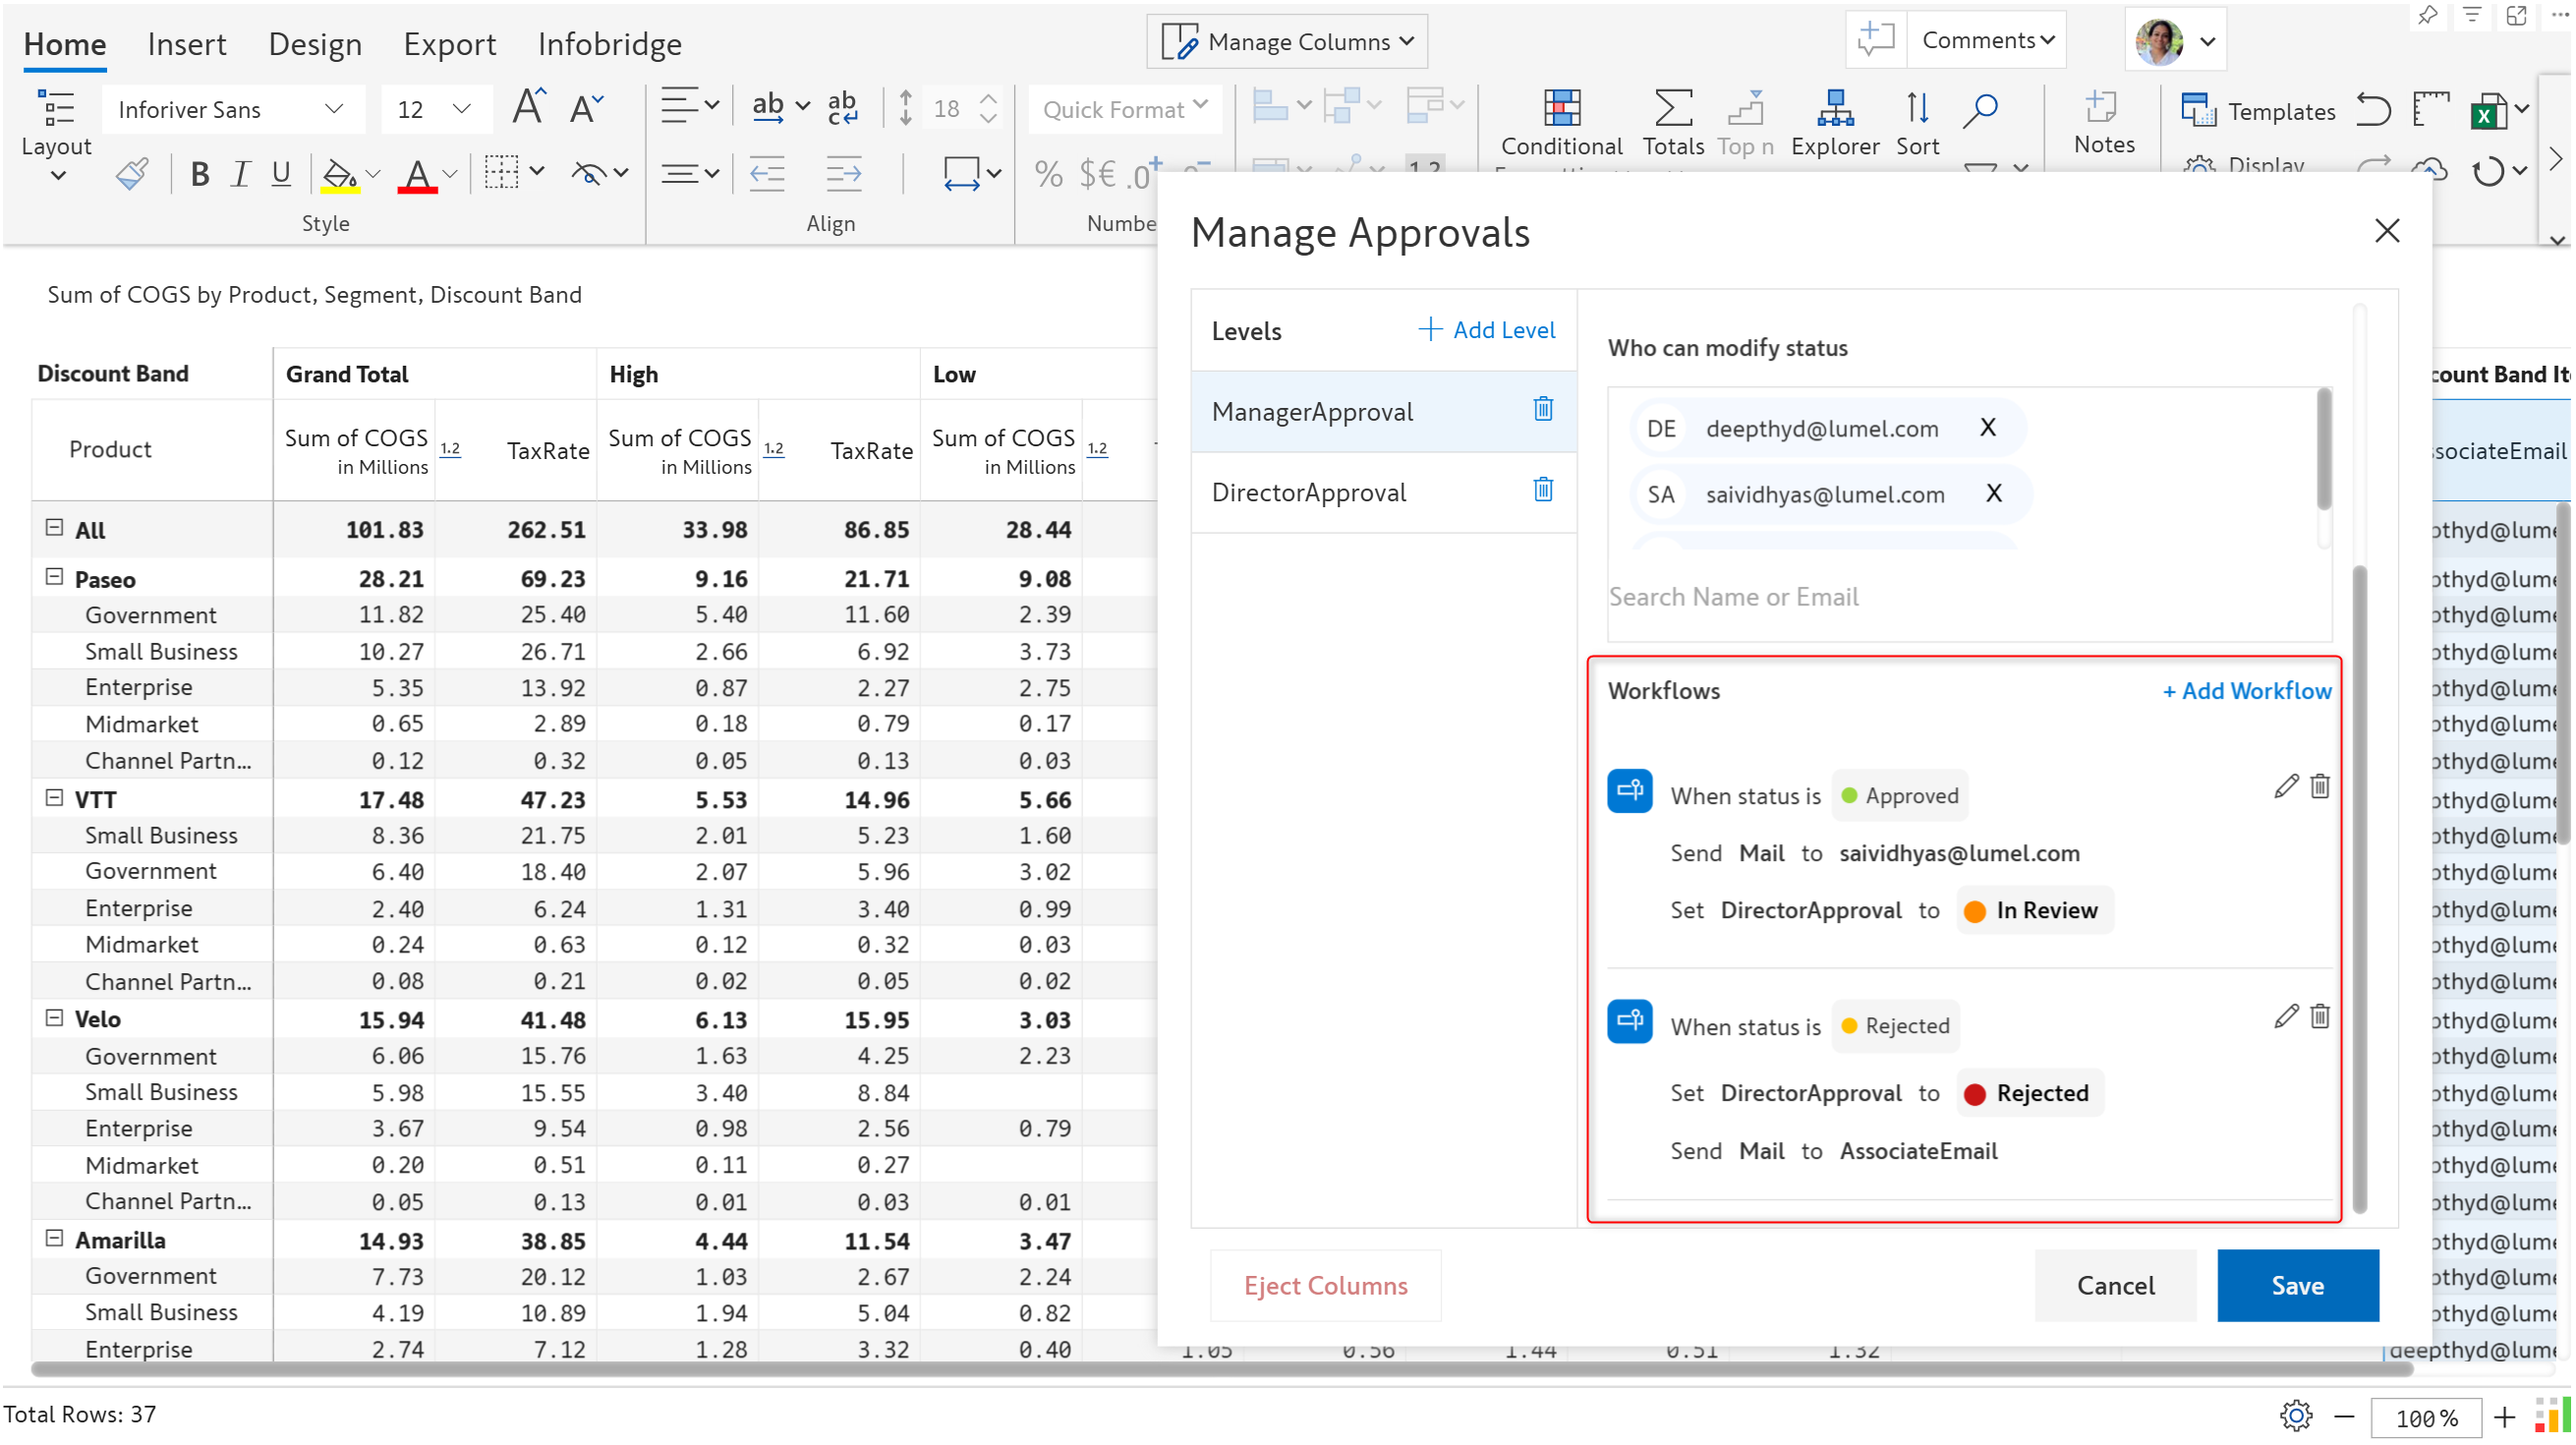 Home Insert Design Export Infobridge Manage Columns Comments
Inforiver Sans 12 18 Quick Format Templates
Layout Conditional Totals Top n Explorer Sort Notes
B I U A % $€ .0 1.2 Display
Style Align Numbe
Manage Approvals
Sum of COGS by Product, Segment, Discount Band
Levels + Add Level
ManagerApproval
DirectorApproval
Who can modify status
DE deepthyd@lumel.com X
SA saividhyas@lumel.com X
Search Name or Email
Workflows + Add Workflow
When status is Approved
Send Mail to saividhyas@lumel.com
Set DirectorApproval to In Review
When status is Rejected
Set DirectorApproval to Rejected
Send Mail to AssociateEmail
Eject Columns Cancel Save
Discount Band Grand Total High Low count Band It
Product Sum of COGS in Millions 1.2 TaxRate Sum of COGS in Millions 1.2 TaxRate Sum of COGS in Millions 1.2 sociateEmail
All 101.83 262.51 33.98 86.85 28.44
Paseo 28.21 69.23 9.16 21.71 9.08
Government 11.82 25.40 5.40 11.60 2.39
Small Business 10.27 26.71 2.66 6.92 3.73
Enterprise 5.35 13.92 0.87 2.27 2.75
Midmarket 0.65 2.89 0.18 0.79 0.17
Channel Partn... 0.12 0.32 0.05 0.13 0.03
VTT 17.48 47.23 5.53 14.96 5.66
Small Business 8.36 21.75 2.01 5.23 1.60
Government 6.40 18.40 2.07 5.96 3.02
Enterprise 2.40 6.24 1.31 3.40 0.99
Midmarket 0.24 0.63 0.12 0.32 0.03
Channel Partn... 0.08 0.21 0.02 0.05 0.02
Velo 15.94 41.48 6.13 15.95 3.03
Government 6.06 15.76 1.63 4.25 2.23
Small Business 5.98 15.55 3.40 8.84
Enterprise 3.67 9.54 0.98 2.56 0.79
Midmarket 0.20 0.51 0.11 0.27
Channel Partn... 0.05 0.13 0.01 0.03 0.01
Amarilla 14.93 38.85 4.44 11.54 3.47
Government 7.73 20.12 1.03 2.67 2.24
Small Business 4.19 10.89 1.94 5.04 0.82
Enterprise 2.74 7.12 1.28 3.32 0.40 1.05 0.56 1.44 0.51 1.32 deepthyd@lume
Total Rows: 37 100 %